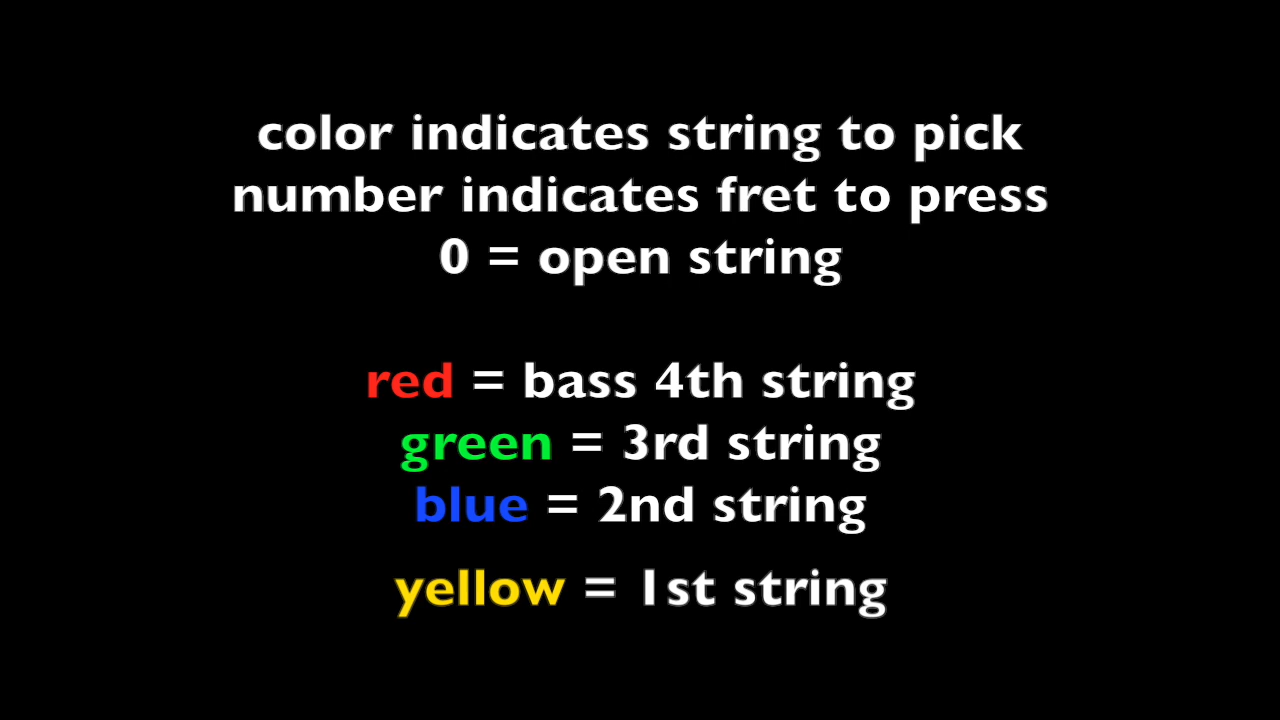 color indicates string to pick
number indicates fret to press
0 = open string
red = bass 4th string
green = 3rd string
blue = 2nd string
yellow = 1st string